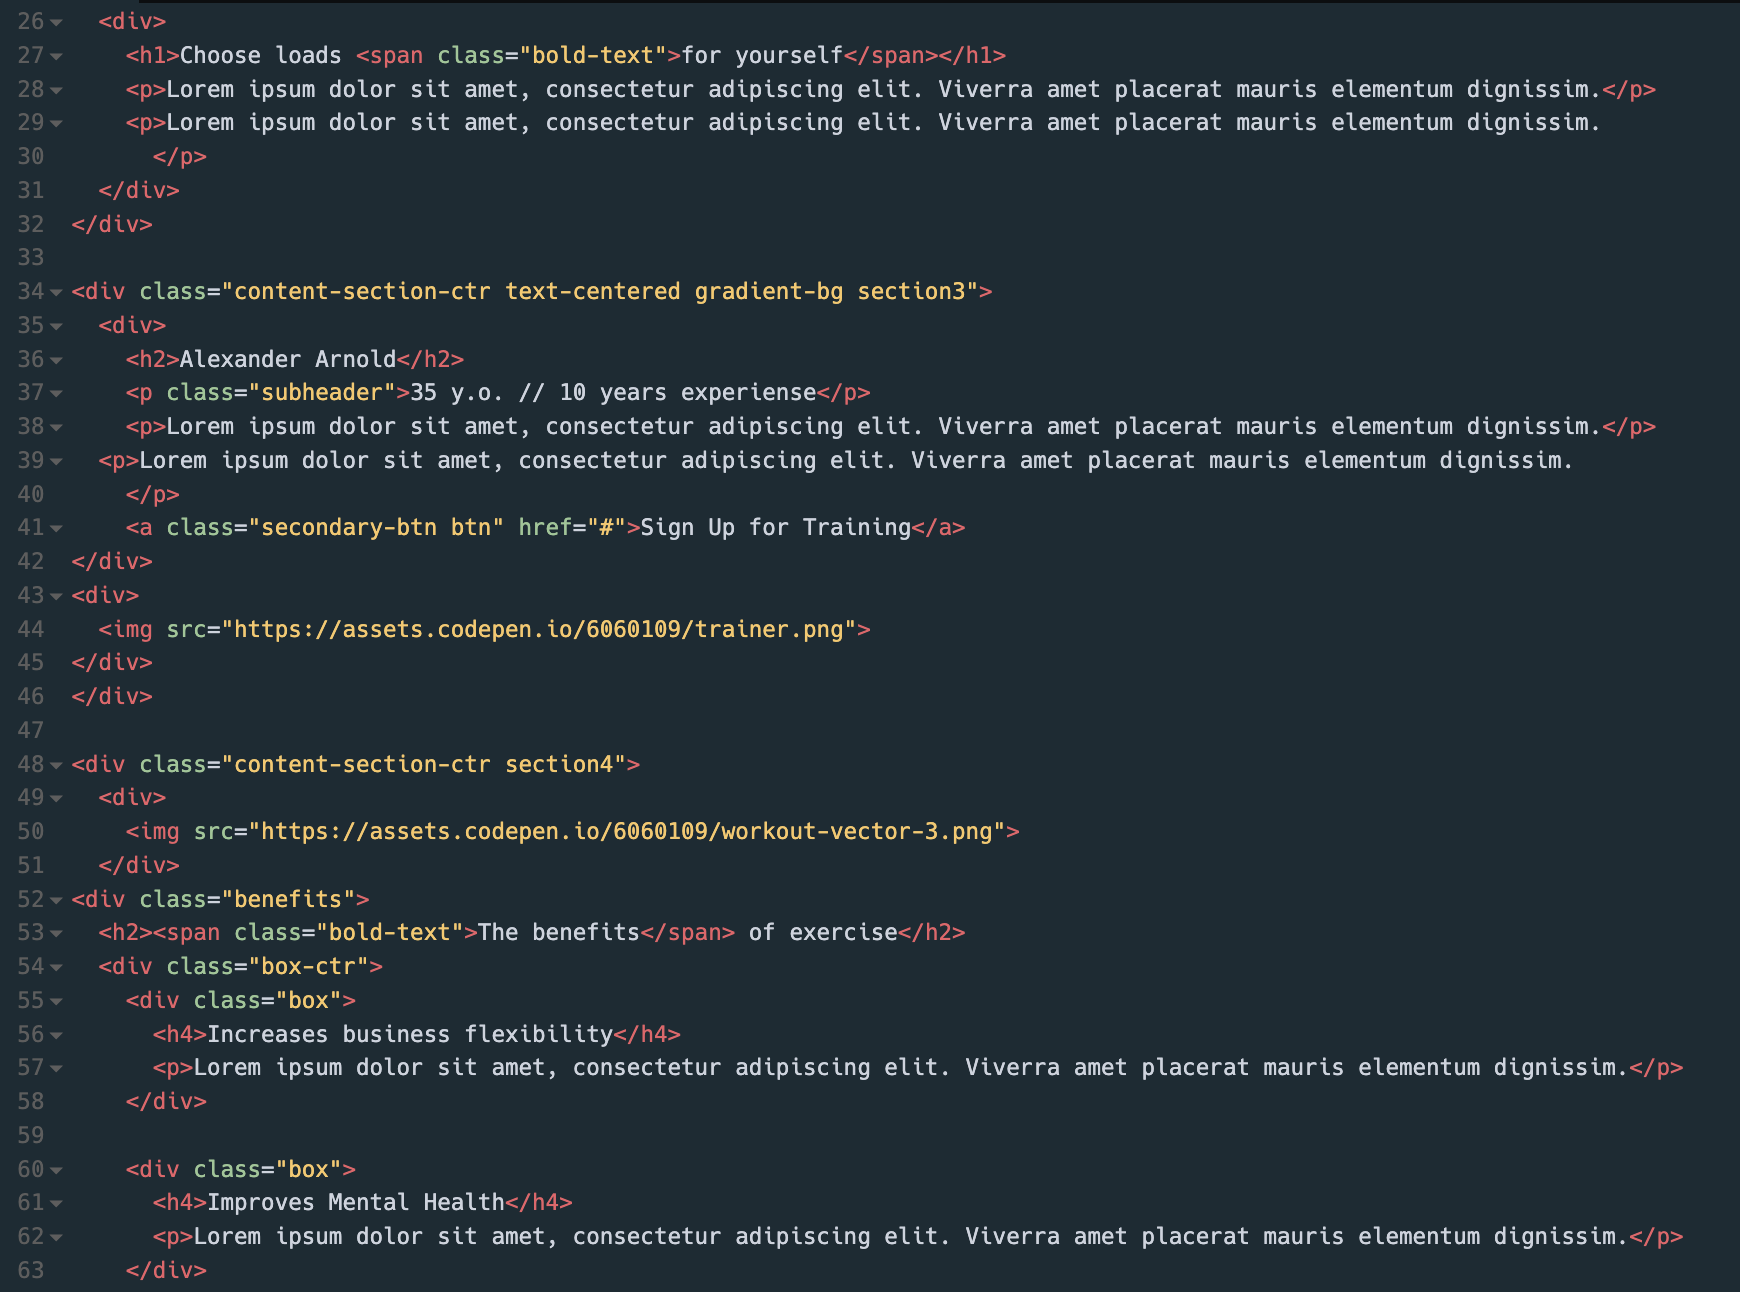 26 <div>
27 <h1>Choose loads <span class="bold-text">for yourself</span></h1>
28 <p>Lorem ipsum dolor sit amet, consectetur adipiscing elit. Viverra amet placerat mauris elementum dignissim.</p>
29 <p>Lorem ipsum dolor sit amet, consectetur adipiscing elit. Viverra amet placerat mauris elementum dignissim.
30 </p>
31 </div>
32 </div>
33
34 <div class="content-section-ctr text-centered gradient-bg section3">
35 <div>
36 <h2>Alexander Arnold</h2>
37 <p class="subheader">35 y.o. // 10 years experiense</p>
38 <p>Lorem ipsum dolor sit amet, consectetur adipiscing elit. Viverra amet placerat mauris elementum dignissim.</p>
39 <p>Lorem ipsum dolor sit amet, consectetur adipiscing elit. Viverra amet placerat mauris elementum dignissim.
40 </p>
41 <a class="secondary-btn btn" href="#">Sign Up for Training</a>
42 </div>
43 <div>
44 <img src="https://assets.codepen.io/6060109/trainer.png">
45 </div>
46 </div>
47
48 <div class="content-section-ctr section4">
49 <div>
50 <img src="https://assets.codepen.io/6060109/workout-vector-3.png">
51 </div>
52 <div class="benefits">
53 <h2><span class="bold-text">The benefits</span> of exercise</h2>
54 <div class="box-ctr">
55 <div class="box">
56 <h4>Increases business flexibility</h4>
57 <p>Lorem ipsum dolor sit amet, consectetur adipiscing elit. Viverra amet placerat mauris elementum dignissim.</p>
58 </div>
59
60 <div class="box">
61 <h4>Improves Mental Health</h4>
62 <p>Lorem ipsum dolor sit amet, consectetur adipiscing elit. Viverra amet placerat mauris elementum dignissim.</p>
63 </div>